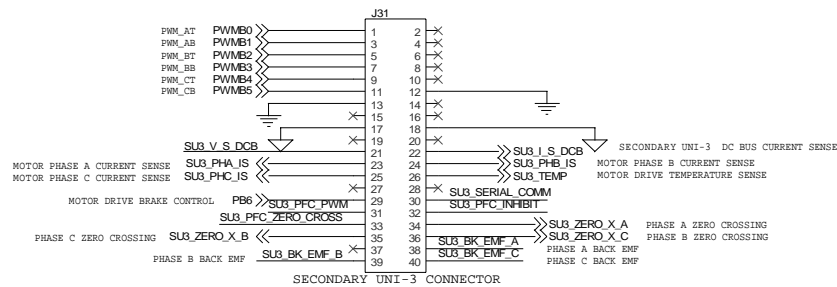 J31
PWM_AT PWMB0 1 2
PWM_AB PWMB1 3 4
PWM_BT PWMB2 5 6
PWM_BB PWMB3 7 8
PWM_CT PWMB4 9 10
PWM_CB PWMB5 11 12
13 14
15 16
17 18
19 20
SU3_V_S_DCB 21 22 SU3_I_S_DCB SECONDARY UNI-3 DC BUS CURRENT SENSE
MOTOR PHASE A CURRENT SENSE SU3_PHA_IS 23 24 SU3_PHB_IS MOTOR PHASE B CURRENT SENSE
MOTOR PHASE C CURRENT SENSE SU3_PHC_IS 25 26 SU3_TEMP MOTOR DRIVE TEMPERATURE SENSE
27 28
MOTOR DRIVE BRAKE CONTROL PB6 29 30 SU3_SERIAL_COMM
SU3_PFC_PWM 31 32 SU3_PFC_INHIBIT
SU3_PFC_ZERO_CROSS 33 34 SU3_ZERO_X_A PHASE A ZERO CROSSING
PHASE C ZERO CROSSING SU3_ZERO_X_B 35 36 SU3_ZERO_X_C PHASE B ZERO CROSSING
37 38 SU3_BK_EMF_A PHASE A BACK EMF
PHASE B BACK EMF SU3_BK_EMF_B 39 40 SU3_BK_EMF_C PHASE C BACK EMF
SECONDARY UNI-3 CONNECTOR